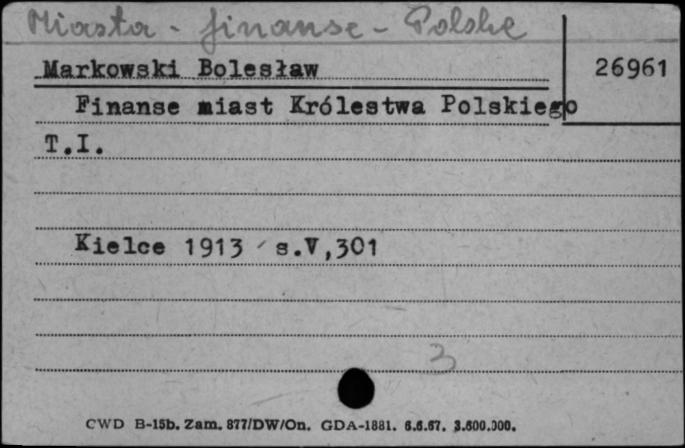 Miasta - finanse - Polska
Markowski Bolesław 26961
Finanse miast Królestwa Polskiego
T.I.
Kielce 1913 s.V,301
3
CWD B-15b. Zam. 877/DW/On. GDA-1881. 6.6.67. 3.600.000.